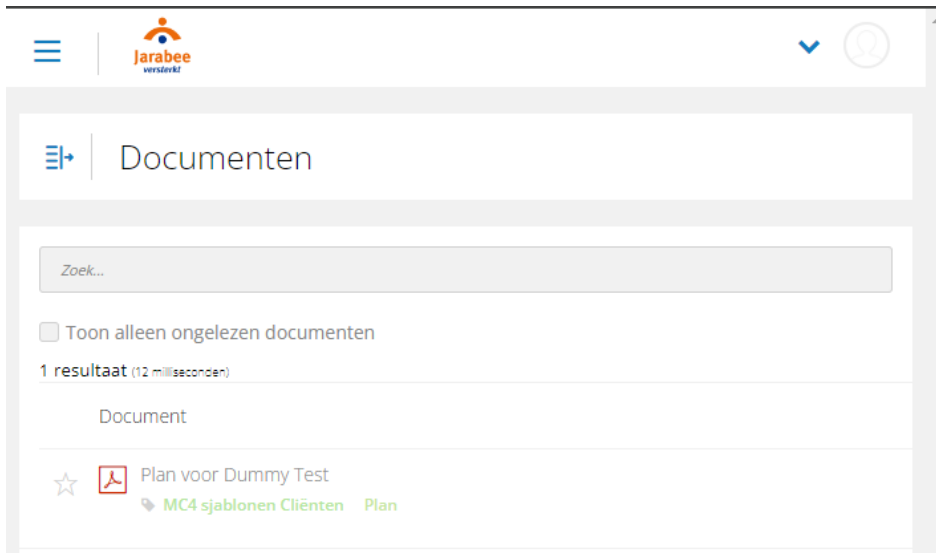 Jarabee
versterkt
Documenten
Zoek...
Toon alleen ongelezen documenten
1 resultaat (12 milliseconden)
Document
Plan voor Dummy Test
MC4 sjablonen Cliënten Plan